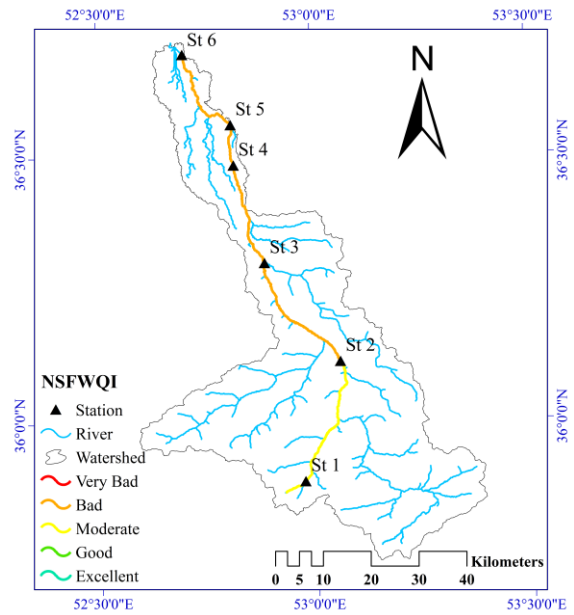 52°30'0"E
53°0'0"E
53°30'0"E
N
St 6
St 5
St 4
36°30'0"N
36°30'0"N
St 3
St 2
NSFWQI
Station
River
Watershed
Very Bad
Bad
Moderate
Good
Excellent
36°0'0"N
36°0'0"N
St 1
Kilometers
0 5 10 20 30 40
52°30'0"E
53°0'0"E
53°30'0"E